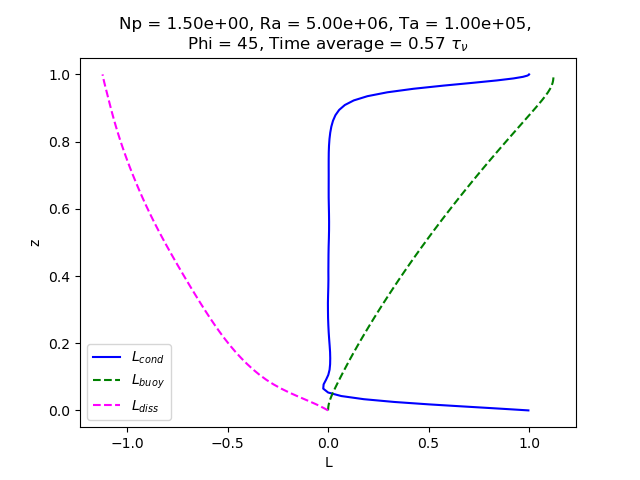 Np = 1.50e+00, Ra = 5.00e+06, Ta = 1.00e+05,
Phi = 45, Time average = 0.57 τν
1.0
0.8
0.6
0.4
0.2
0.0
z
L_cond
L_buoy
L_diss
−1.0 −0.5 0.0 0.5 1.0
L